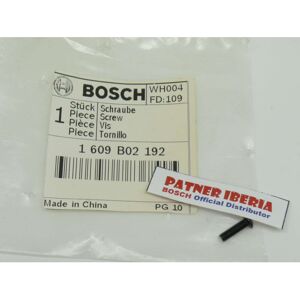 BOSCH
WH004
FD:109
1
Stück Schraube
Piece Screw
Pièce Vis
Pieza Tornillo
1 609 B02 192
Made in China
PG 10
PATNER IBERIA
BOSCH Official Distributor